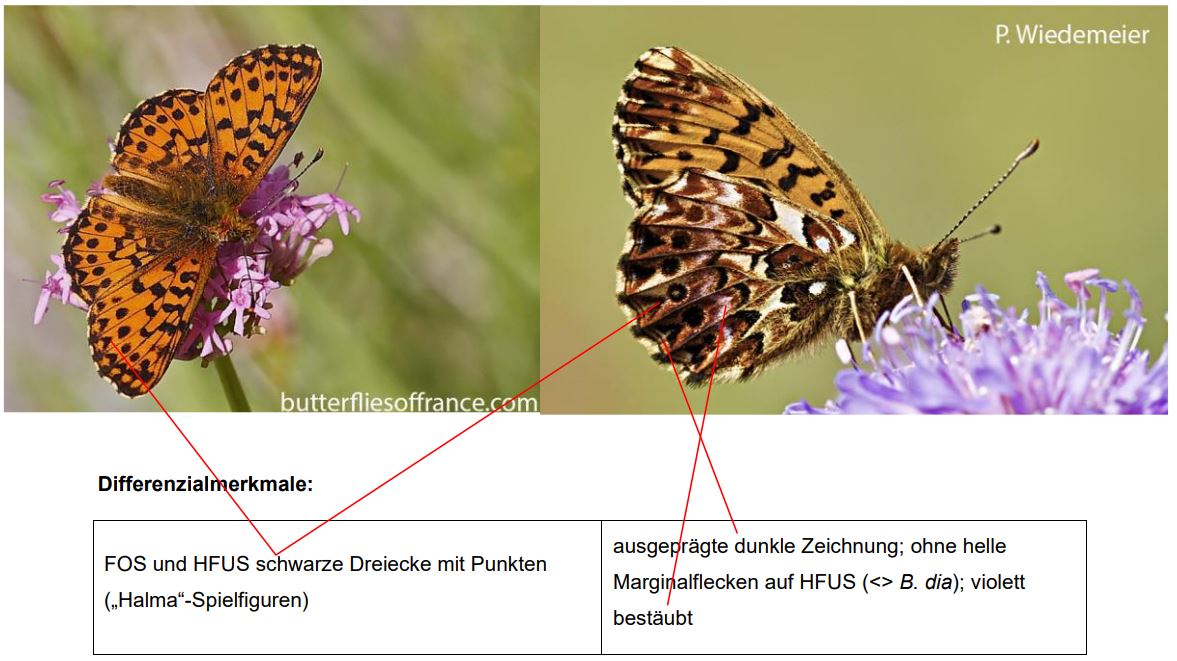 P. Wiedemeier
butterfliesoffrance.com
Differenzialmerkmale:
FOS und HFUS schwarze Dreiecke mit Punkten
(„Halma“-Spielfiguren)
ausgeprägte dunkle Zeichnung; ohne helle
Marginalflecken auf HFUS (<> B. dia); violett
bestäubt